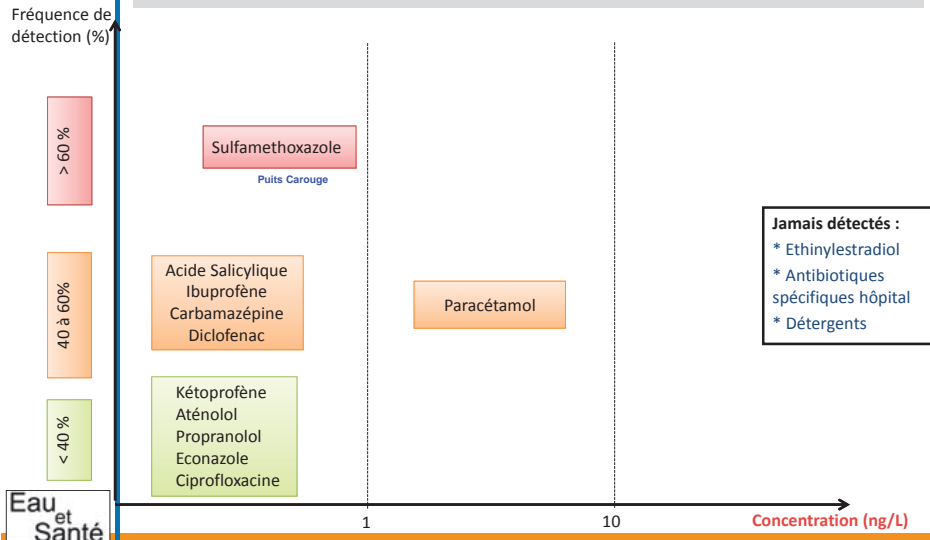 Fréquence de
détection (%)
> 60 %
Sulfamethoxazole
Puits Carouge
Jamais détectés :
* Ethinylestradiol
* Antibiotiques
spécifiques hôpital
* Détergents
40 à 60%
Acide Salicylique
Ibuprofène
Carbamazépine
Diclofenac
Paracétamol
< 40 %
Kétoprofène
Aténolol
Propranolol
Econazole
Ciprofloxacine
Eau
et
Santé
1
10
Concentration (ng/L)